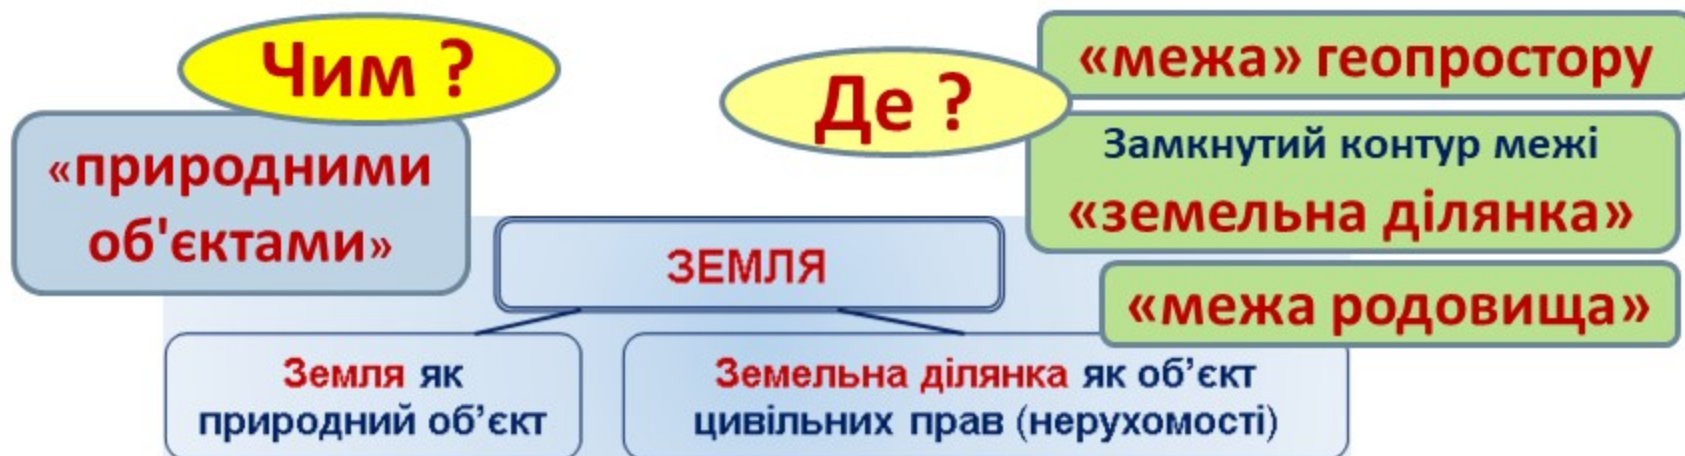 Чим ?
«природними
об'єктами»
Де ?
«межа» геопростору
Замкнутий контур межі
«земельна ділянка»
«межа родовища»
ЗЕМЛЯ
Земля як
природний об’єкт
Земельна ділянка як об’єкт
цивільних прав (нерухомості)